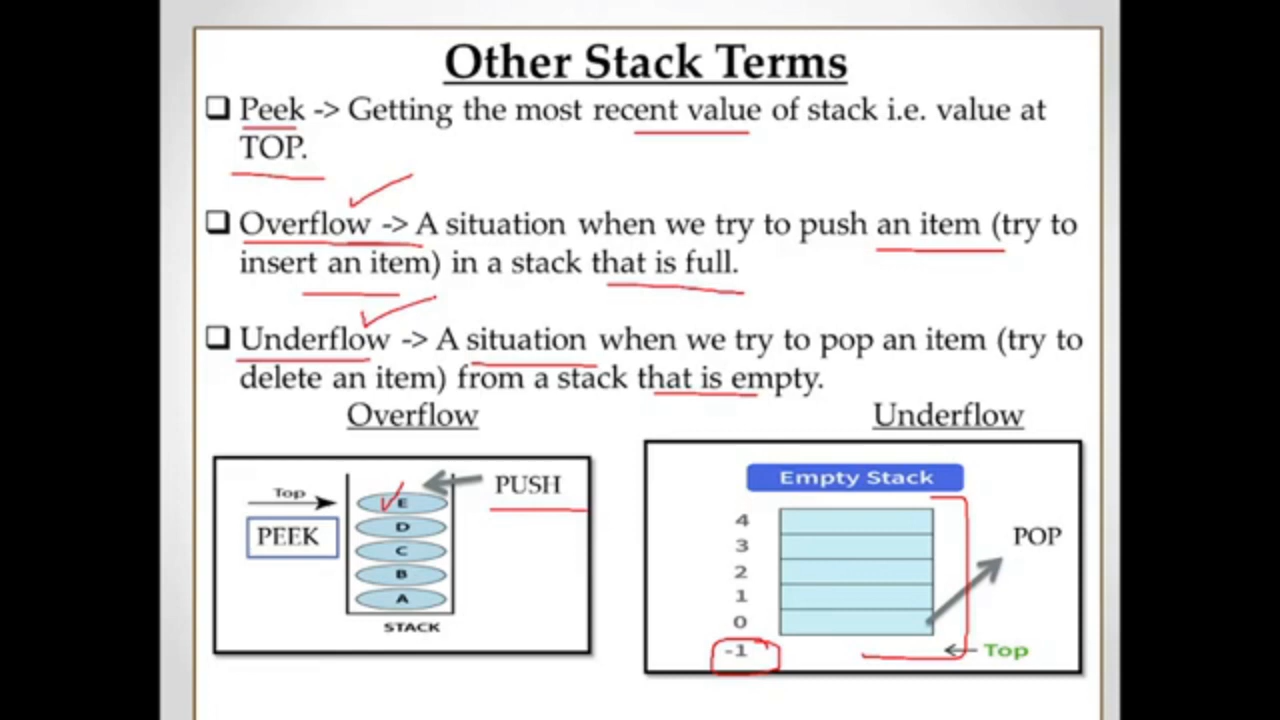 Other Stack Terms
❑ Peek -> Getting the most recent value of stack i.e. value at
TOP.
❑ Overflow -> A situation when we try to push an item (try to
insert an item) in a stack that is full.
❑ Underflow -> A situation when we try to pop an item (try to
delete an item) from a stack that is empty.
Overflow
Top
PEEK
PUSH
E
D
C
B
A
STACK
Underflow
Empty Stack
4
3
2
1
0
-1
POP
Top